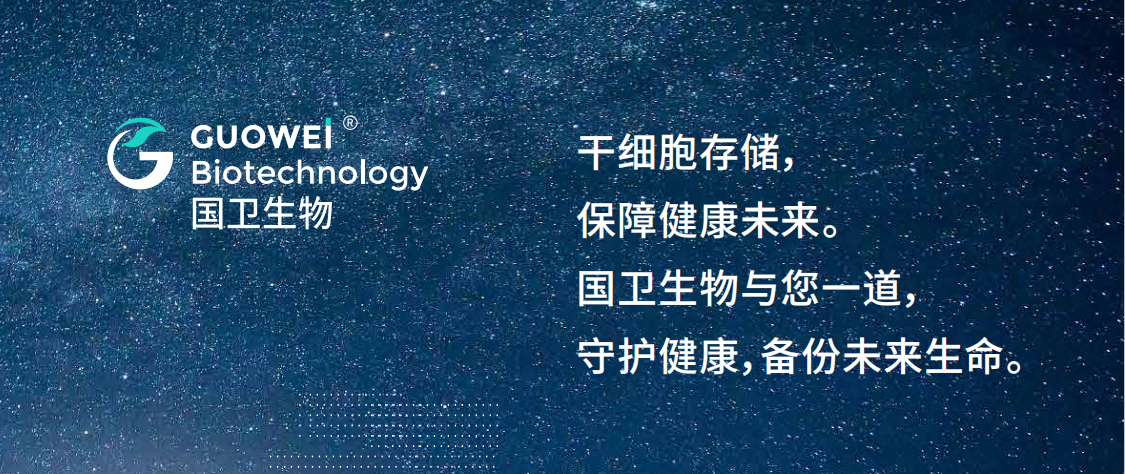 GUOWEI®
Biotechnology
国卫生物
干细胞存储，
保障健康未来。
国卫生物与您一道，
守护健康，备份未来生命。